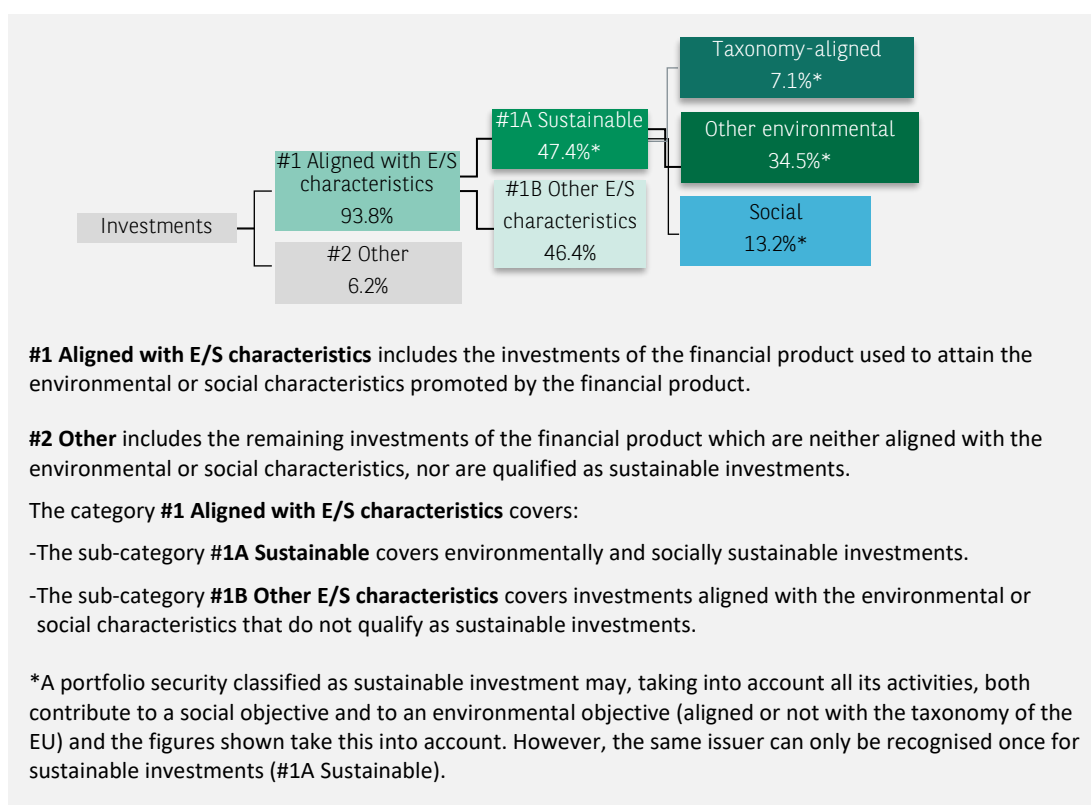 Taxonomy-aligned
7.1%*
#1A Sustainable
47.4%*
Other environmental
34.5%*
#1 Aligned with E/S
characteristics
93.8%
#1B Other E/S
characteristics
46.4%
Social
13.2%*
Investments
#2 Other
6.2%
#1 Aligned with E/S characteristics includes the investments of the financial product used to attain the
environmental or social characteristics promoted by the financial product.
#2 Other includes the remaining investments of the financial product which are neither aligned with the
environmental or social characteristics, nor are qualified as sustainable investments.
The category #1 Aligned with E/S characteristics covers:
-The sub-category #1A Sustainable covers environmentally and socially sustainable investments.
-The sub-category #1B Other E/S characteristics covers investments aligned with the environmental or
social characteristics that do not qualify as sustainable investments.
*A portfolio security classified as sustainable investment may, taking into account all its activities, both
contribute to a social objective and to an environmental objective (aligned or not with the taxonomy of the
EU) and the figures shown take this into account. However, the same issuer can only be recognised once for
sustainable investments (#1A Sustainable).